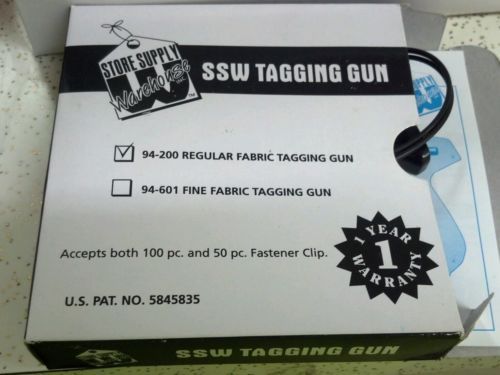 STORE SUPPLY
Warehouse
W
SSW TAGGING GUN
94-200 REGULAR FABRIC TAGGING GUN
94-601 FINE FABRIC TAGGING GUN
Accepts both 100 pc. and 50 pc. Fastener Clip.
1 YEAR
1
WARRANTY
U.S. PAT. NO. 5845835
SSW TAGGING GUN